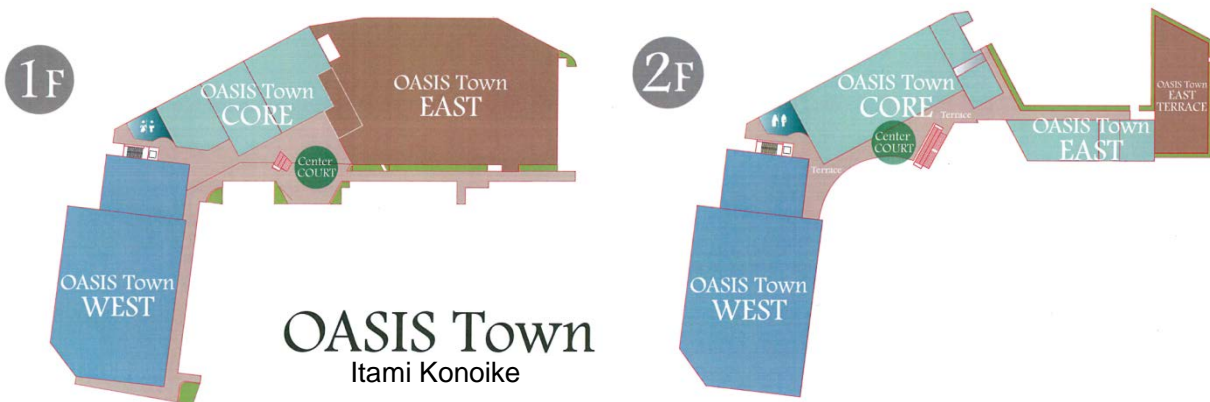 1F
OASIS Town
CORE
OASIS Town
EAST
Center
COURT
OASIS Town
WEST
OASIS Town
Itami Konoike
2F
OASIS Town
CORE
Terrace
Center
COURT
Terrace
OASIS Town
EAST
OASIS Town
EAST
TERRACE
OASIS Town
WEST